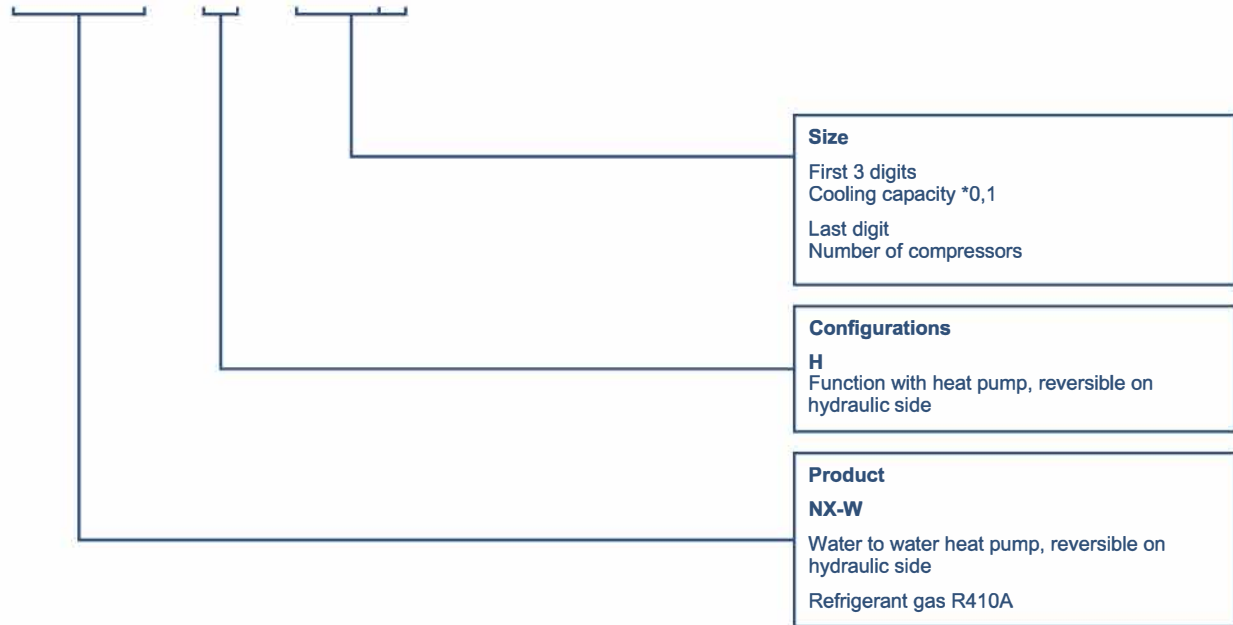 Size
First 3 digits
Cooling capacity *0,1
Last digit
Number of compressors
Configurations
H
Function with heat pump, reversible on
hydraulic side
Product
NX-W
Water to water heat pump, reversible on
hydraulic side
Refrigerant gas R410A